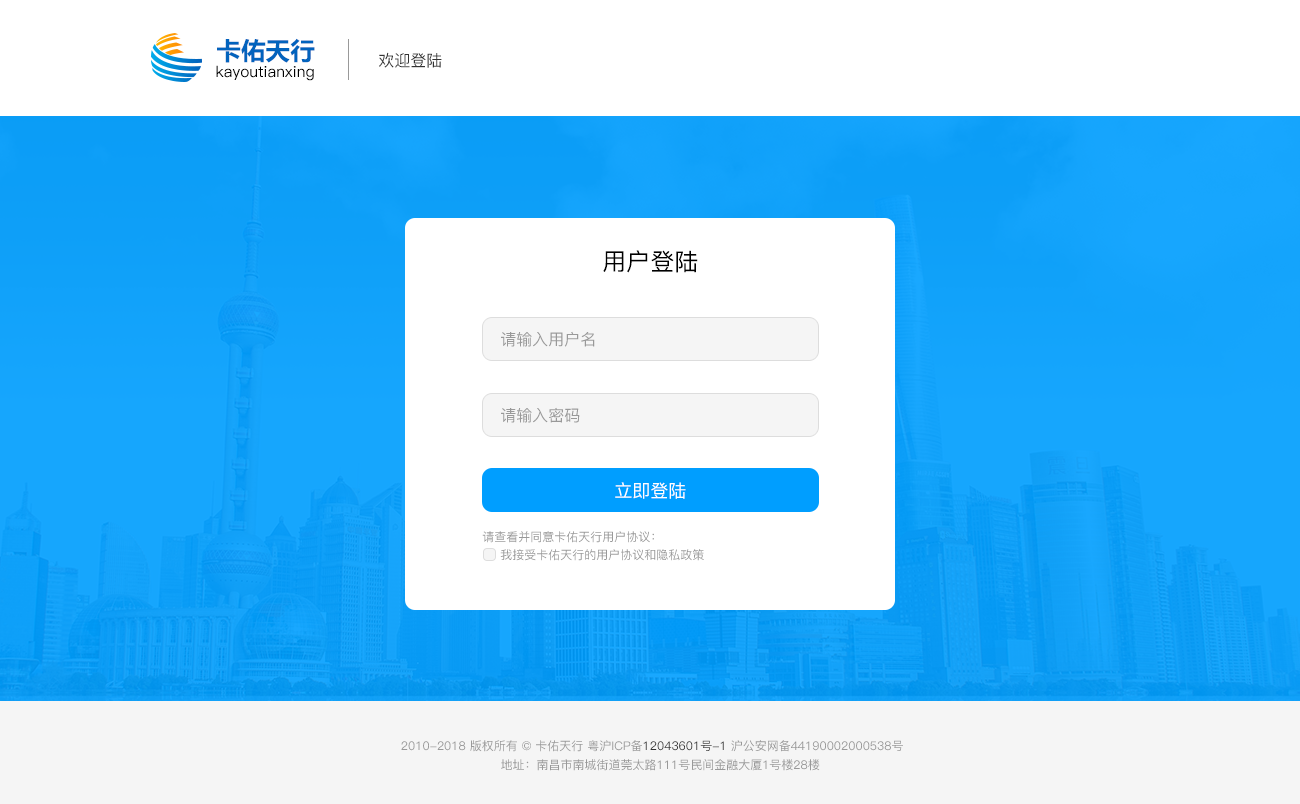 卡佑天行
kayoutianxing
欢迎登陆
用户登陆
请输入用户名
请输入密码
立即登陆
请查看并同意卡佑天行用户协议：
我接受卡佑天行的用户协议和隐私政策
2010-2018 版权所有 © 卡佑天行 粤沪ICP备12043601号-1 沪公安网备44190002000538号
地址：南昌市南城街道莞太路111号民间金融大厦1号楼28楼